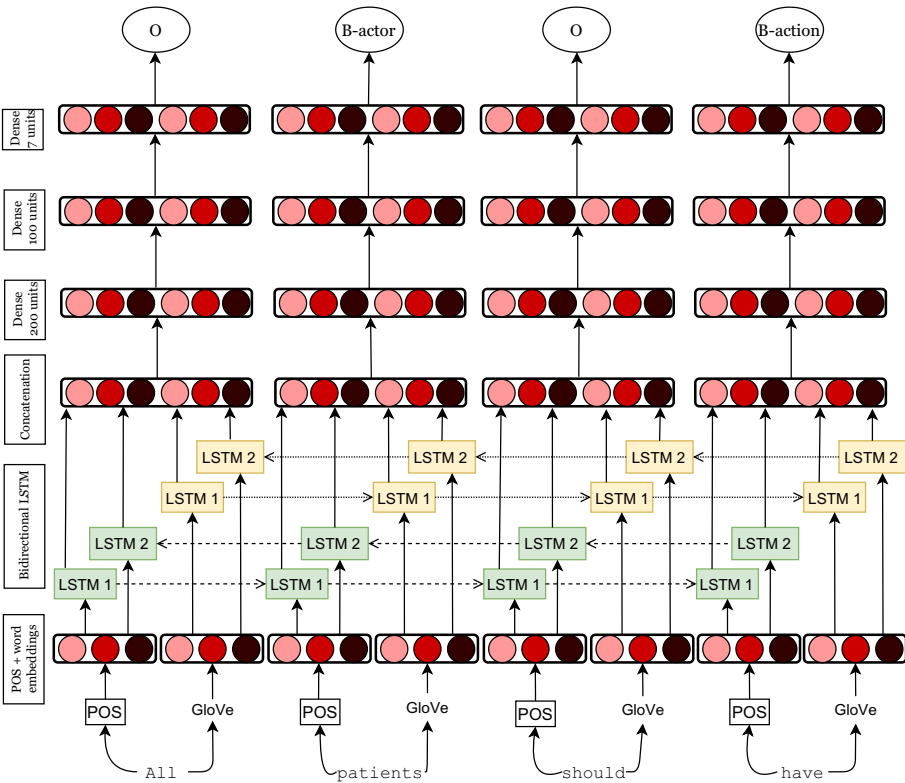 O B-actor O B-action
Dense
7 units
Dense
100 units
Dense
200 units
Concatenation
LSTM 2 LSTM 2 LSTM 2 LSTM 2
LSTM 1 LSTM 1 LSTM 1 LSTM 1
Bidirectional LSTM
LSTM 2 LSTM 2 LSTM 2 LSTM 2
LSTM 1 LSTM 1 LSTM 1 LSTM 1
POS + word
embeddings
POS GloVe POS GloVe POS GloVe POS GloVe
All patients should have